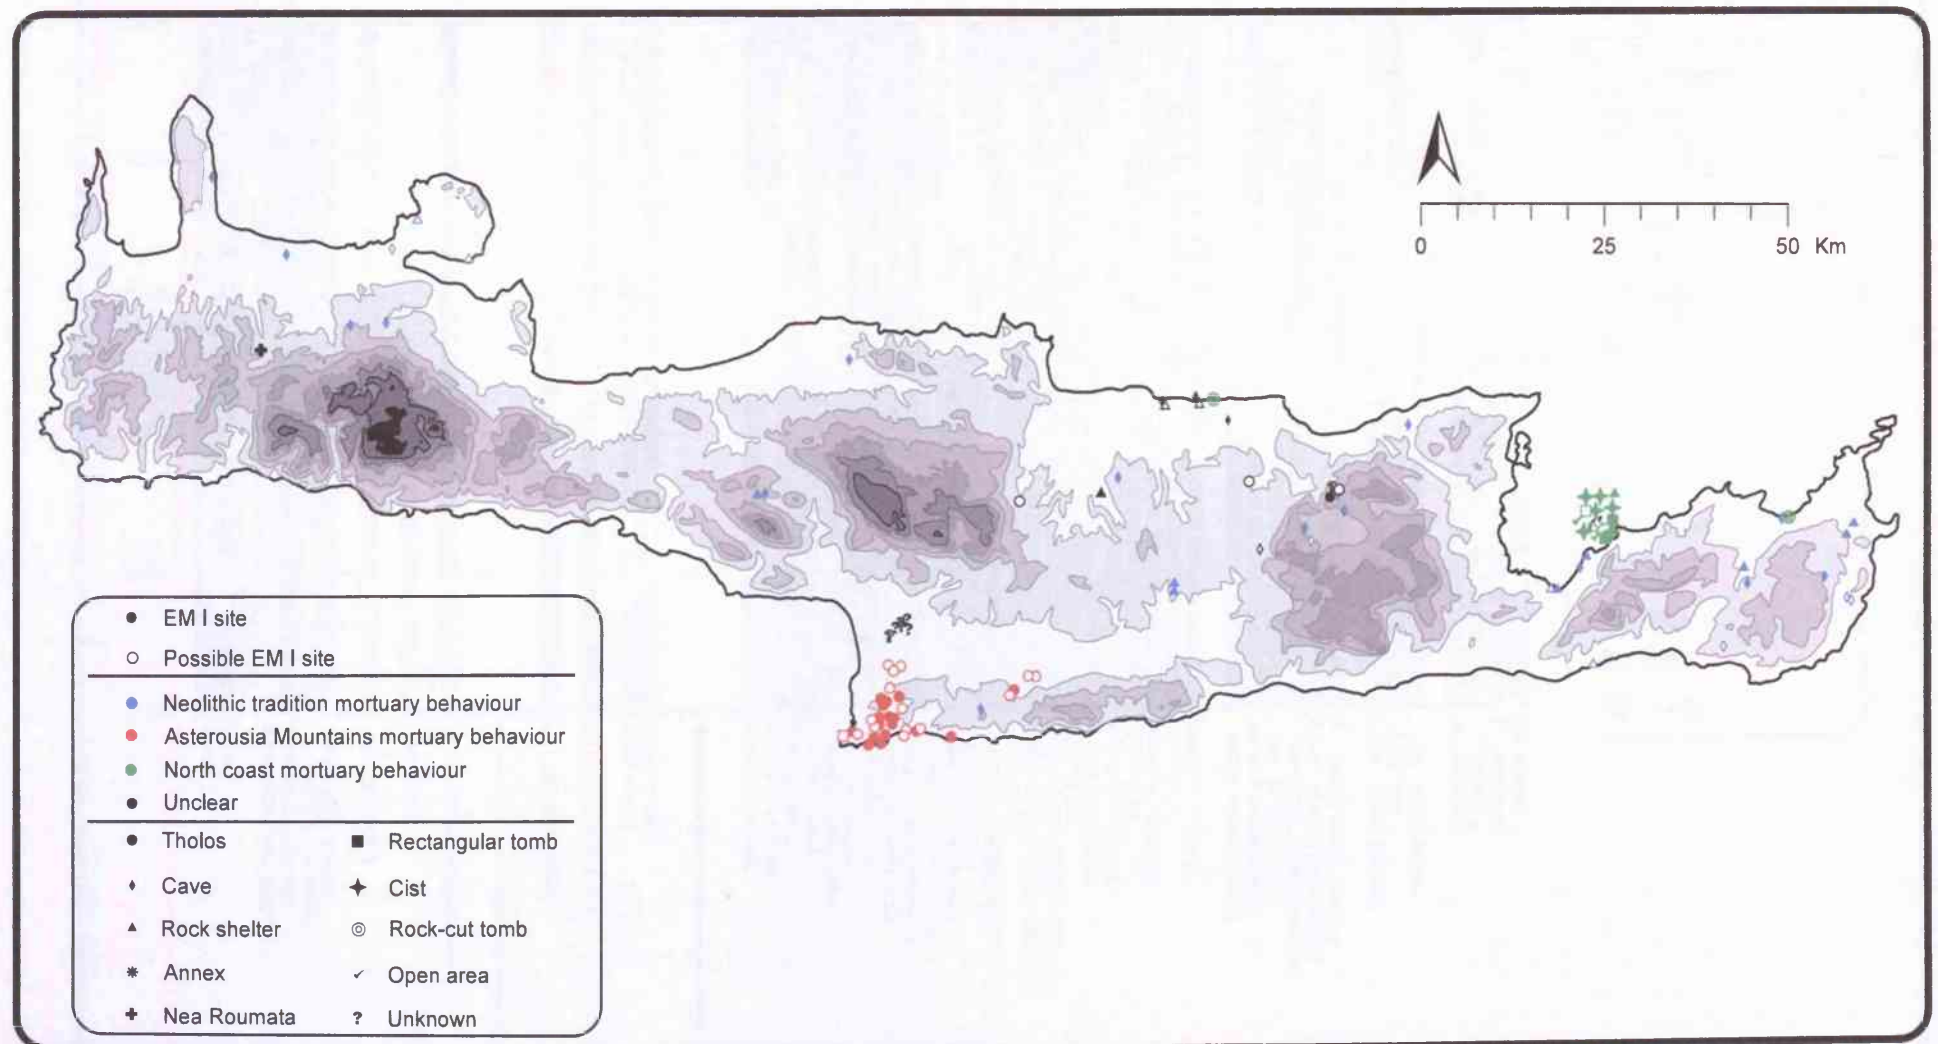 0 25 50 Km
EM I site
Possible EM I site
Neolithic tradition mortuary behaviour
Asterousia Mountains mortuary behaviour
North coast mortuary behaviour
Unclear
Tholos Rectangular tomb
Cave Cist
Rock shelter Rock-cut tomb
Annex Open area
Nea Roumata ? Unknown